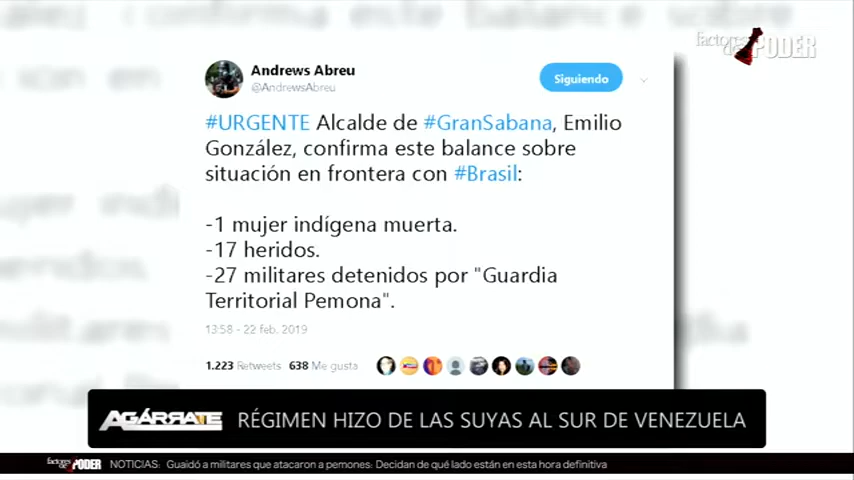 factores de PODER
Andrews Abreu
@AndrewsAbreu
Siguiendo
#URGENTE Alcalde de #GranSabana, Emilio
González, confirma este balance sobre
situación en frontera con #Brasil:
-1 mujer indígena muerta.
-17 heridos.
-27 militares detenidos por "Guardia
Territorial Pemona".
13:58 - 22 feb. 2019
1.223 Retweets 638 Me gusta
AGÁRRATE RÉGIMEN HIZO DE LAS SUYAS AL SUR DE VENEZUELA
factores de PODER NOTICIAS: Guaidó a militares que atacaron a pemones: Decidan de qué lado están en esta hora definitiva